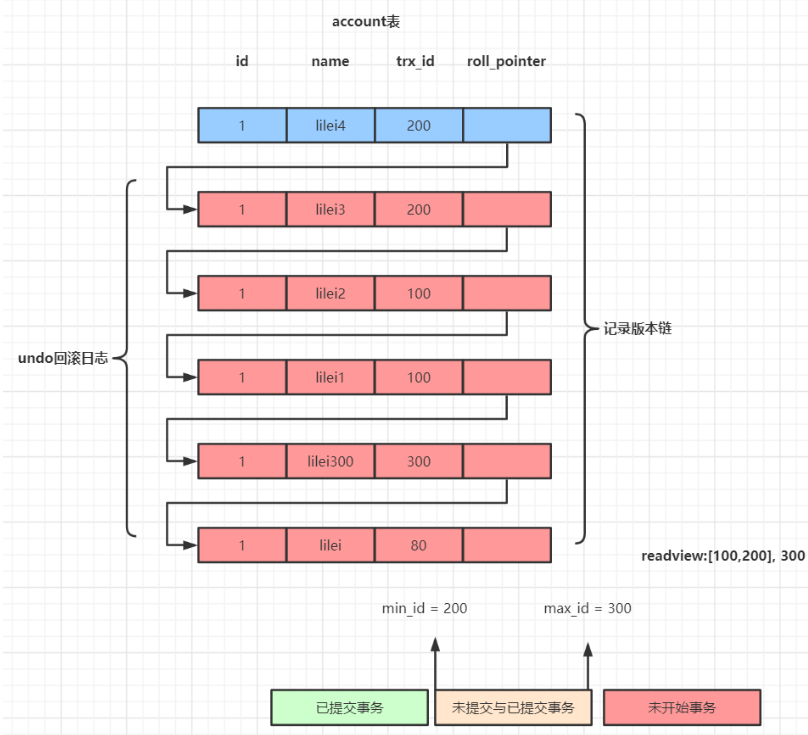 account表
id name trx_id roll_pointer
1 lilei4 200
1 lilei3 200
1 lilei2 100
1 lilei1 100
1 lilei300 300
1 lilei 80
undo回滚日志
记录版本链
readview:[100,200], 300
min_id = 200 max_id = 300
已提交事务 未提交与已提交事务 未开始事务